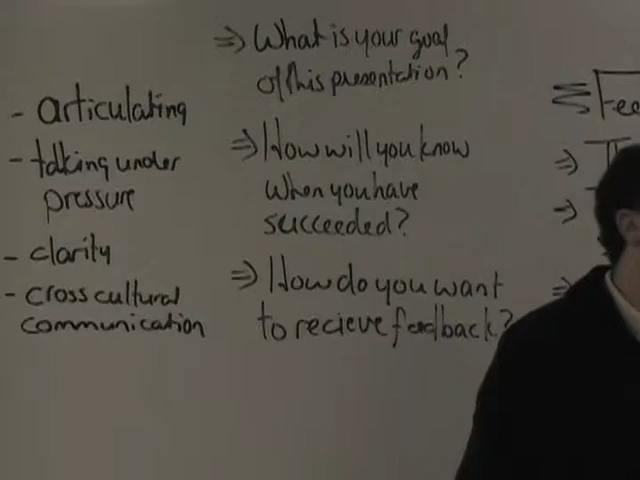 - articulating
- talking under
pressure
- clarity
- cross cultural
communication
⇒ What is your goal
of this presentation?
⇒ How will you know
when you have
succeeded?
⇒ How do you want
to recieve feedback?
Fee
⇒ T
⇒
⇒